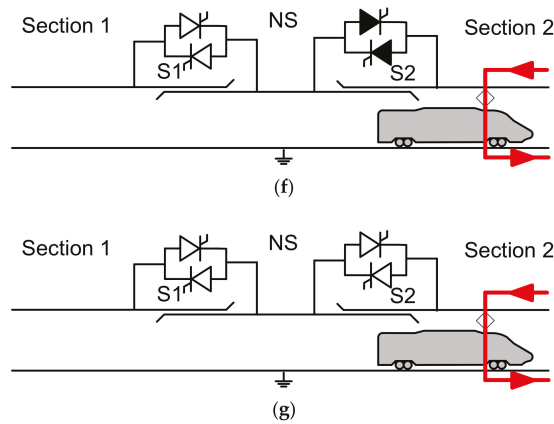 Section 1 NS Section 2
S1 S2
(f)
Section 1 NS Section 2
S1 S2
(g)